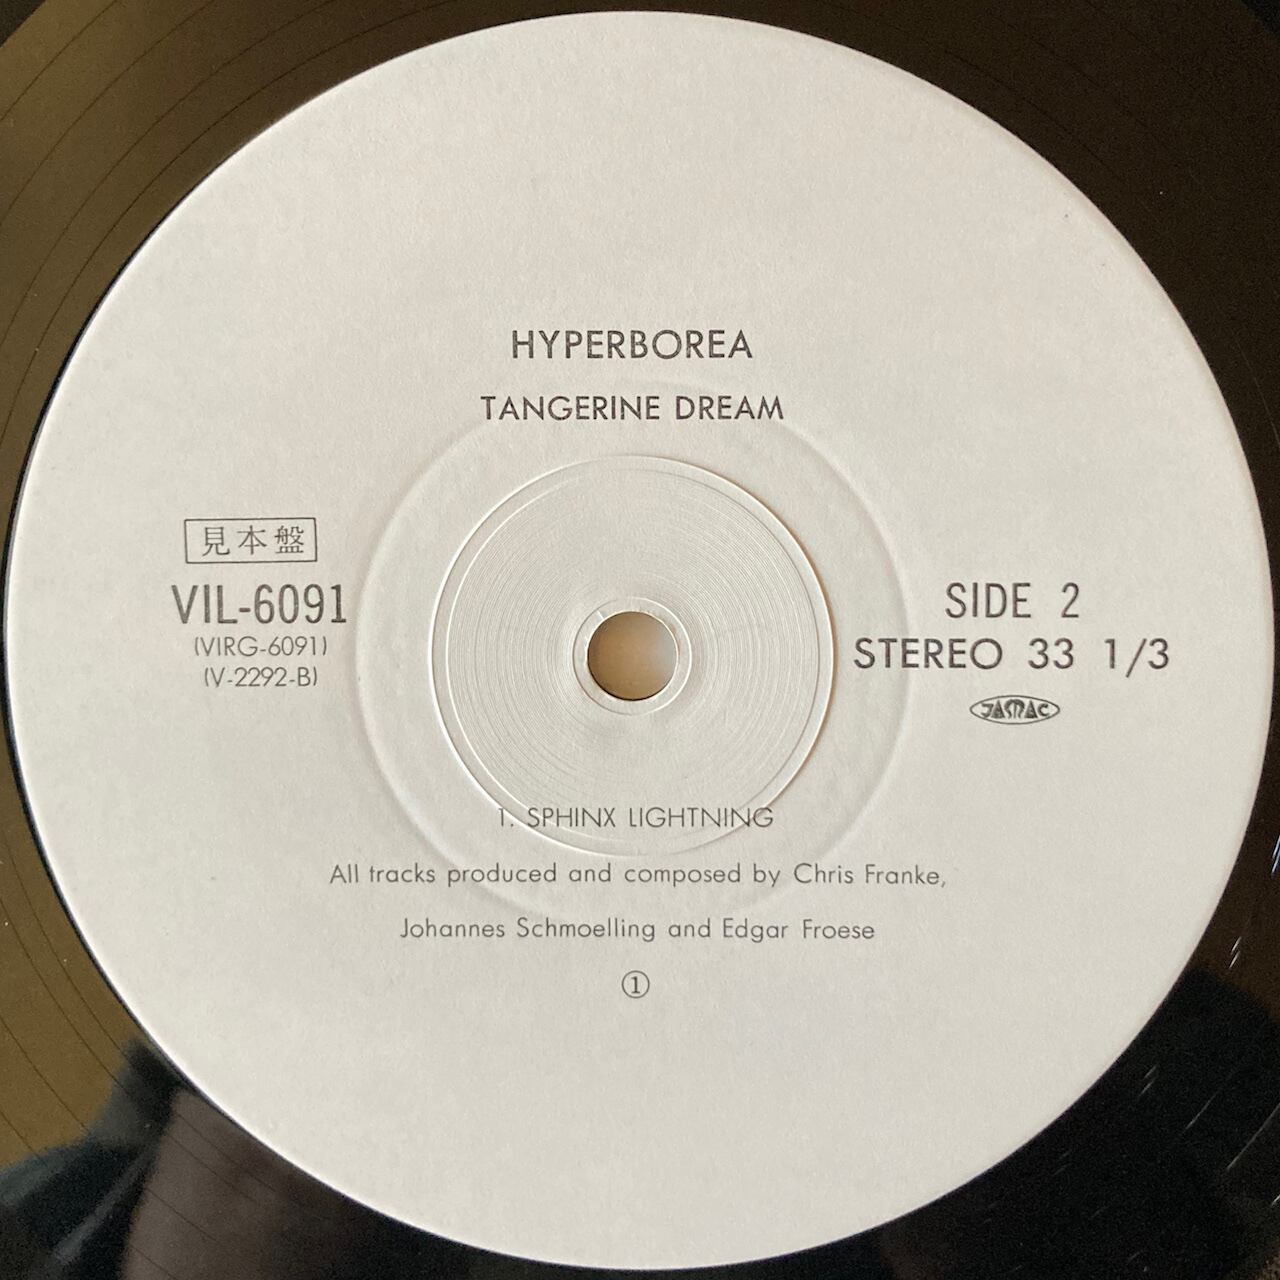 HYPERBOREA
TANGERINE DREAM
見本盤
VIL-6091
(VIRG-6091)
(V-2292-B)
SIDE 2
STEREO 33 1/3
JASRAC
1. SPHINX LIGHTNING
All tracks produced and composed by Chris Franke,
Johannes Schmoelling and Edgar Froese
①